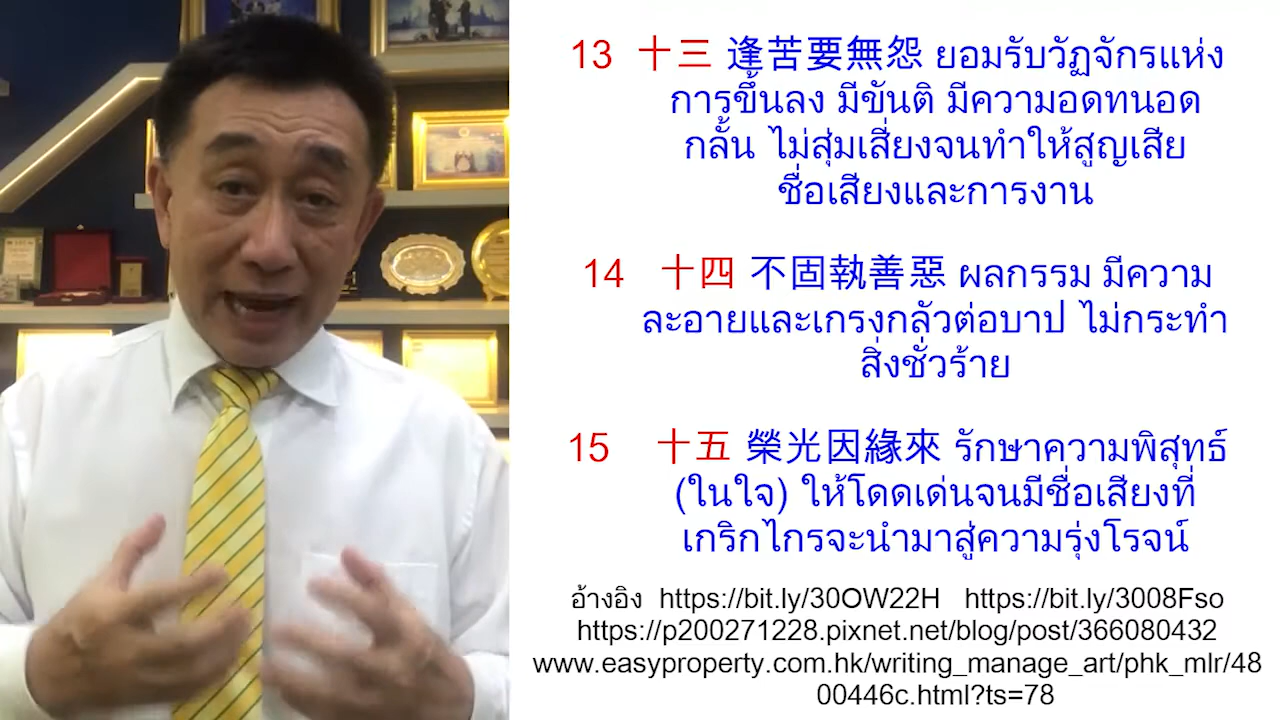 13 十三 逢苦要無怨 ยอมรับวัฏจักรแห่ง
การขึ้นลง มีขันติ มีความอดทนอด
กลั้น ไม่สุ่มเสี่ยงจนทำให้สูญเสีย
ชื่อเสียงและการงาน
14 十四 不固執善惡 ผลกรรม มีความ
ละอายและเกรงกลัวต่อบาป ไม่กระทำ
สิ่งชั่วร้าย
15 十五 榮光因緣來 รักษาความพิสุทธ์
(ในใจ) ให้โดดเด่นจนมีชื่อเสียงที่
เกริกไกรจะนำมาสู่ความรุ่งโรจน์
อ้างอิง https://bit.ly/30OW22H https://bit.ly/3008Fso
https://p200271228.pixnet.net/blog/post/366080432
www.easyproperty.com.hk/writing_manage_art/phk_mlr/48
00446c.html?ts=78